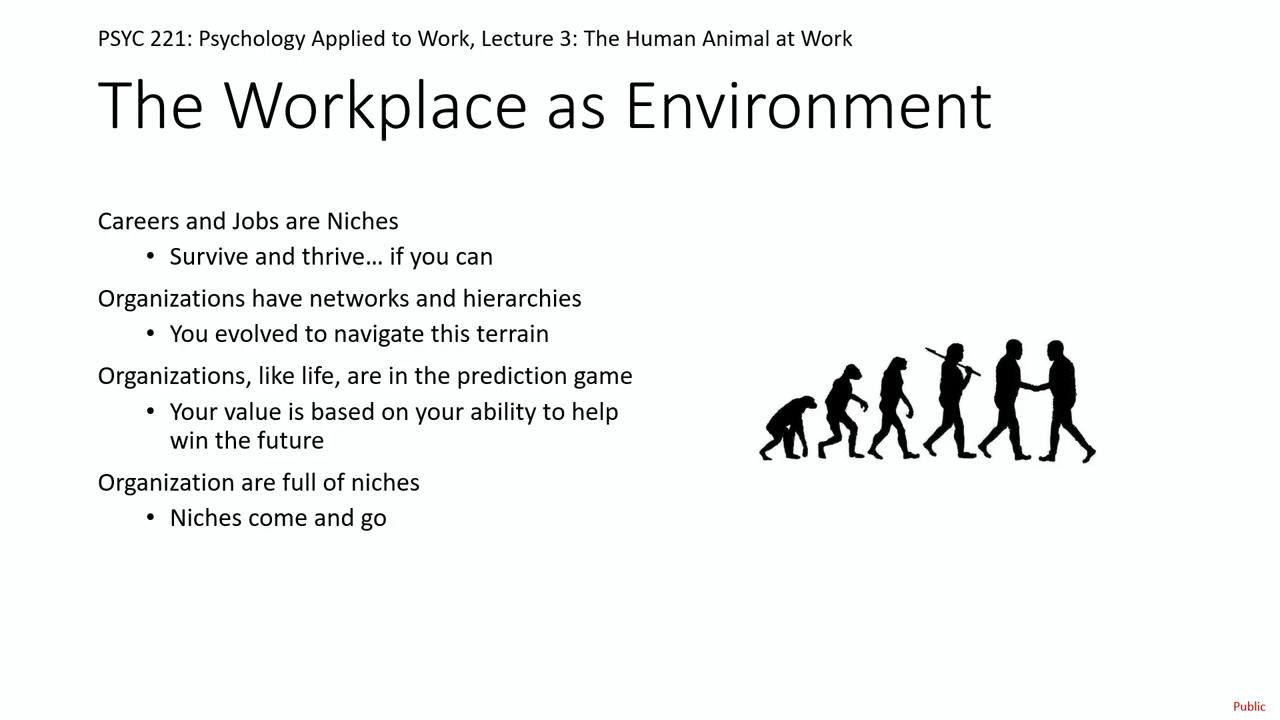 PSYC 221: Psychology Applied to Work, Lecture 3: The Human Animal at Work
The Workplace as Environment
Careers and Jobs are Niches
• Survive and thrive… if you can
Organizations have networks and hierarchies
• You evolved to navigate this terrain
Organizations, like life, are in the prediction game
• Your value is based on your ability to help
win the future
Organization are full of niches
• Niches come and go
Public